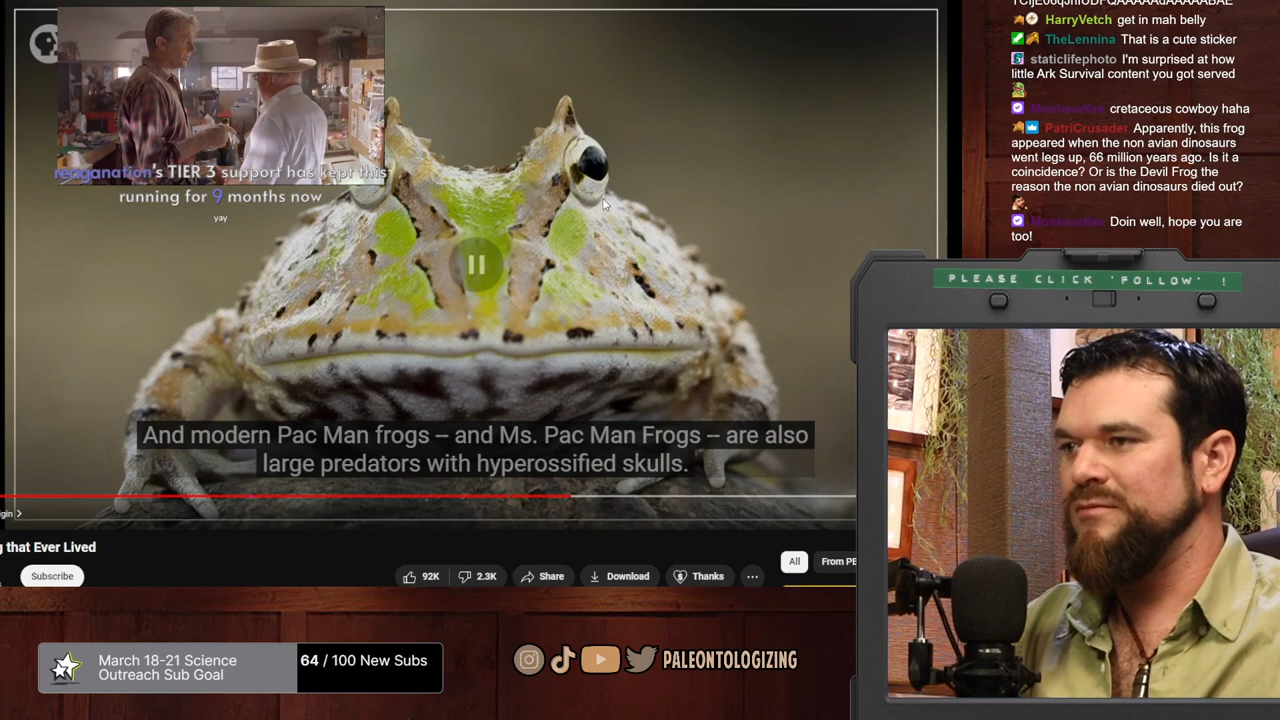 reaganation's TIER 3 support has kept this
running for 9 months now
yay
And modern Pac Man frogs -- and Ms. Pac Man Frogs -- are also
large predators with hyperossified skulls.
gin >
g that Ever Lived
Subscribe
92K
2.3K
Share
Download
Thanks
...
All
From PE
HarryVetch get in mah belly
TheLennina That is a cute sticker
staticlifephoto I'm surprised at how
little Ark Survival content you got served
cretaceous cowboy haha
PatriCrusader Apparently, this frog
appeared when the non avian dinosaurs
went legs up, 66 million years ago. Is it a
coincidence? Or is the Devil Frog the
reason the non avian dinosaurs died out?
Doin well, hope you are
too!
PLEASE CLICK 'FOLLOW' !
March 18-21 Science
Outreach Sub Goal
64 / 100 New Subs
PALEONTOLOGIZING